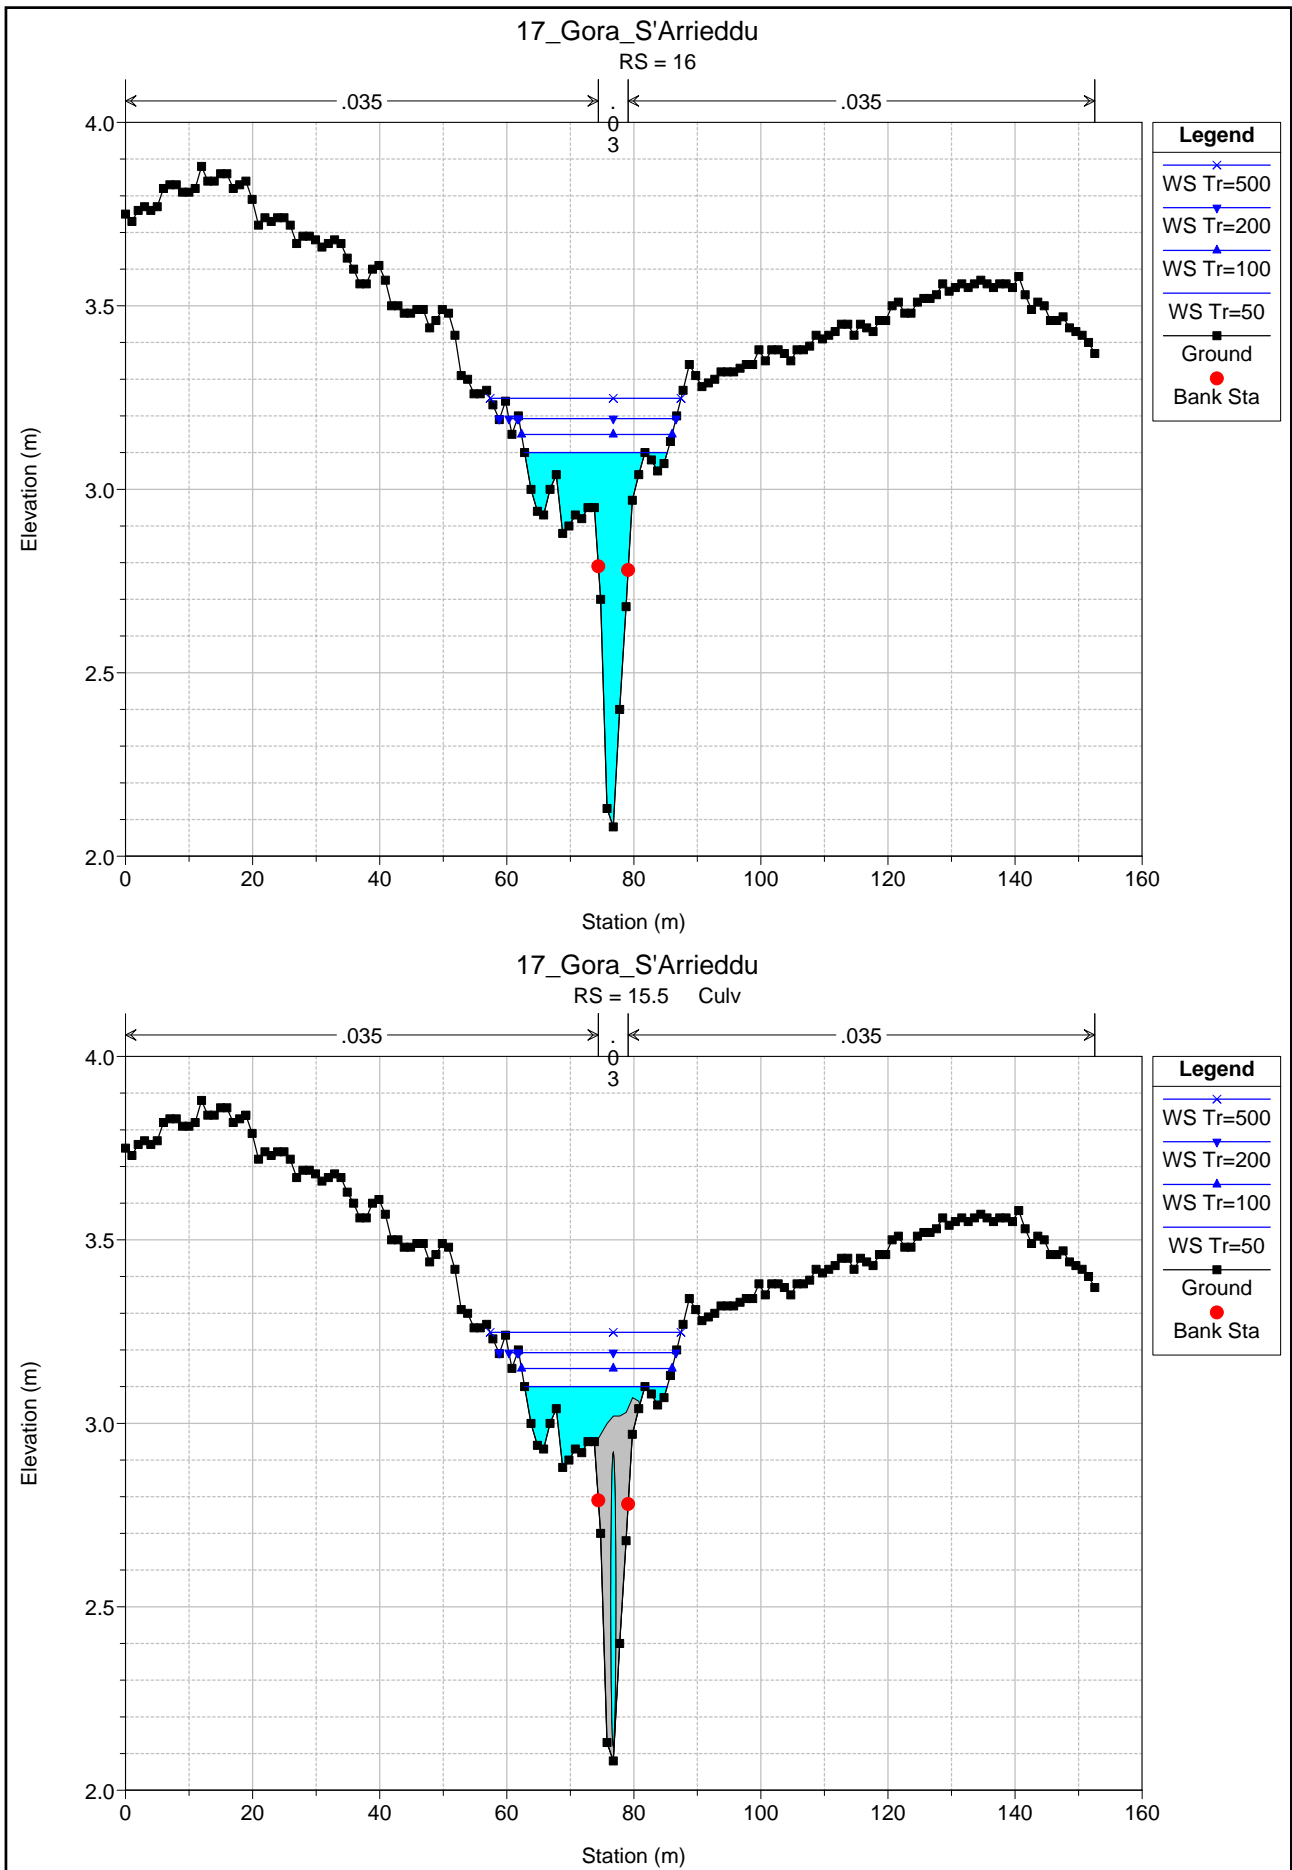 17_Gora_S'Arrieddu
RS = 16
.035
.03
.035
4.0
3.5
3.0
2.5
2.0
0 20 40 60 80 100 120 140 160
Station (m)
Elevation (m)
Legend
WS Tr=500
WS Tr=200
WS Tr=100
WS Tr=50
Ground
Bank Sta
17_Gora_S'Arrieddu
RS = 15.5 Culv
.035
.03
.035
4.0
3.5
3.0
2.5
2.0
0 20 40 60 80 100 120 140 160
Station (m)
Elevation (m)
Legend
WS Tr=500
WS Tr=200
WS Tr=100
WS Tr=50
Ground
Bank Sta